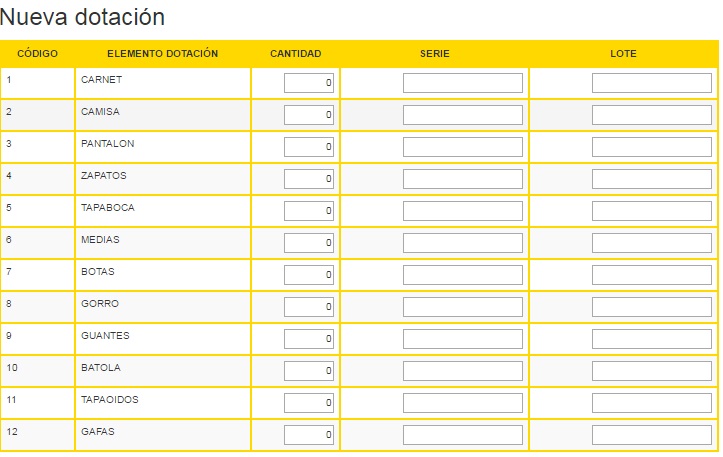 Nueva dotación
CÓDIGO ELEMENTO DOTACIÓN CANTIDAD SERIE LOTE
1 CARNET 0
2 CAMISA 0
3 PANTALON 0
4 ZAPATOS 0
5 TAPABOCA 0
6 MEDIAS 0
7 BOTAS 0
8 GORRO 0
9 GUANTES 0
10 BATOLA 0
11 TAPAOIDOS 0
12 GAFAS 0